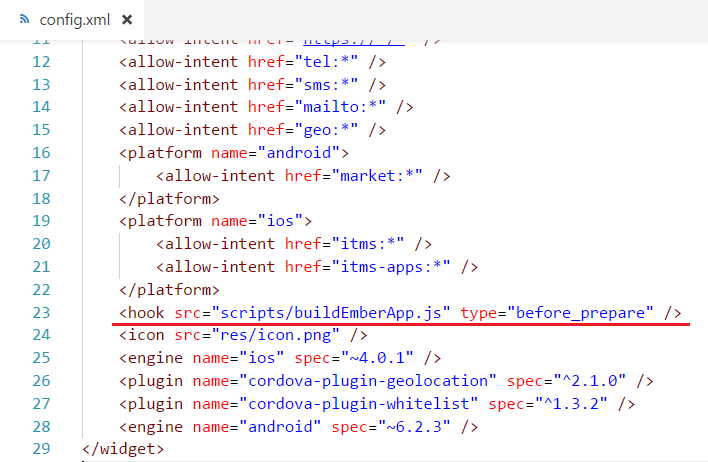 config.xml
11 <allow-intent href="https://*/*" />
12 <allow-intent href="tel:*" />
13 <allow-intent href="sms:*" />
14 <allow-intent href="mailto:*" />
15 <allow-intent href="geo:*" />
16 <platform name="android">
17 <allow-intent href="market:*" />
18 </platform>
19 <platform name="ios">
20 <allow-intent href="itms:*" />
21 <allow-intent href="itms-apps:*" />
22 </platform>
23 <hook src="scripts/buildEmberApp.js" type="before_prepare" />
24 <icon src="res/icon.png" />
25 <engine name="ios" spec="~4.0.1" />
26 <plugin name="cordova-plugin-geolocation" spec="^2.1.0" />
27 <plugin name="cordova-plugin-whitelist" spec="^1.3.2" />
28 <engine name="android" spec="~6.2.3" />
29 </widget>